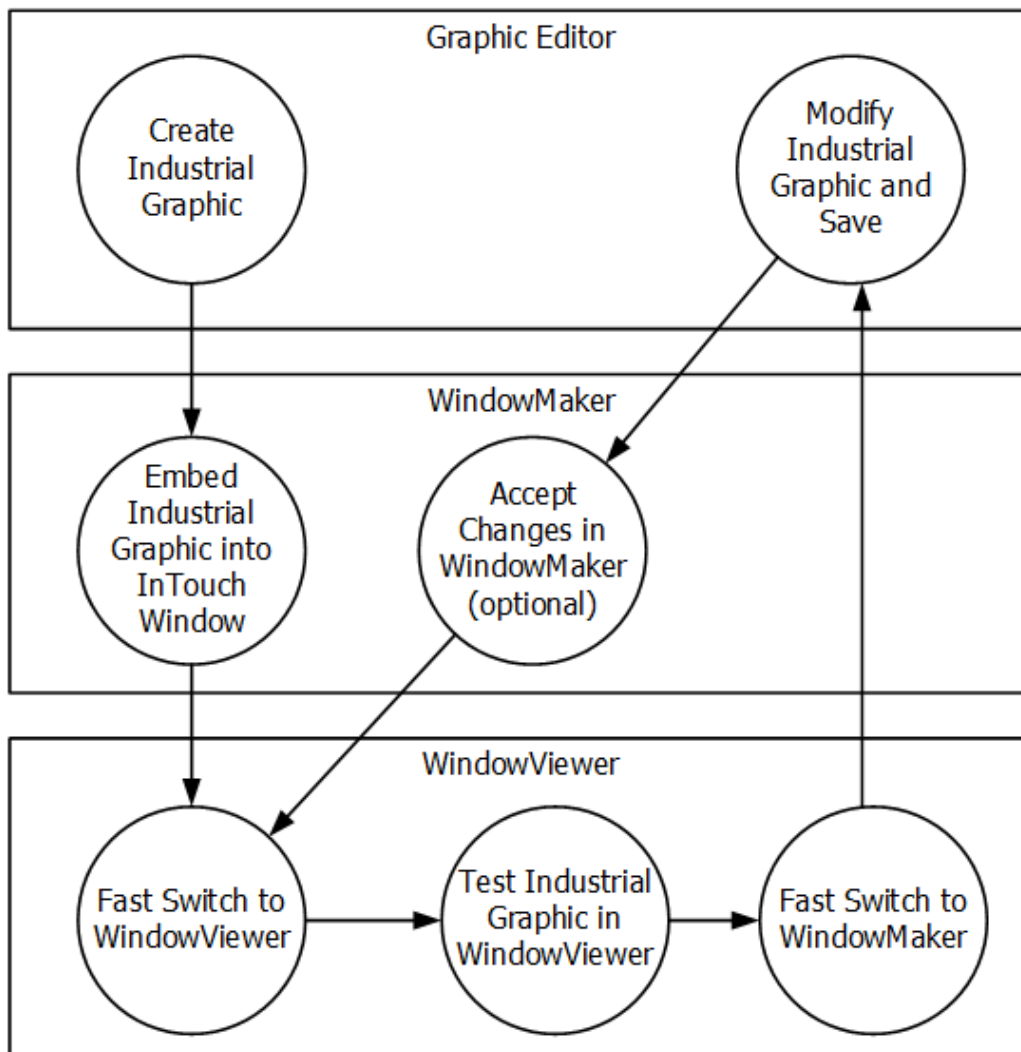 Graphic Editor
Create
Industrial
Graphic
Modify
Industrial
Graphic and
Save
WindowMaker
Embed
Industrial
Graphic into
InTouch
Window
Accept
Changes in
WindowMaker
(optional)
WindowViewer
Fast Switch to
WindowViewer
Test Industrial
Graphic in
WindowViewer
Fast Switch to
WindowMaker